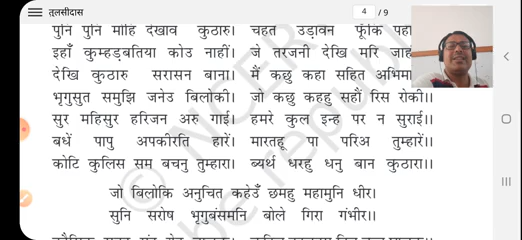 तुलसीदास
4 / 9
पुनि पुनि मोहि देखाव कुठारु। चहत उड़ावन फूँकि पहा
इहाँ कुम्हड़बतिया कोउ नाहीं। जे तरजनी देखि मरि जाह
देखि कुठारु सरासन बाना। मैं कछु कहा सहित अभिमा
भृगुसुत समुझि जनेउ बिलोकी। जो कछु कहहु सहौं रिस रोकी।।
सुर महिसुर हरिजन अरु गाई। हमरे कुल इन्ह पर न सुराई।।
बधें पापु अपकीरति हारें। मारतहू पा परिअ तुम्हारें।।
कोटि कुलिस सम बचनु तुम्हारा। ब्यर्थ धरहु धनु बान कुठारा।।
जो बिलोकि अनुचित कहेउँ छमहु महामुनि धीर।
सुनि सरोष भृगुबंसमनि बोले गिरा गंभीर।।
© NCER